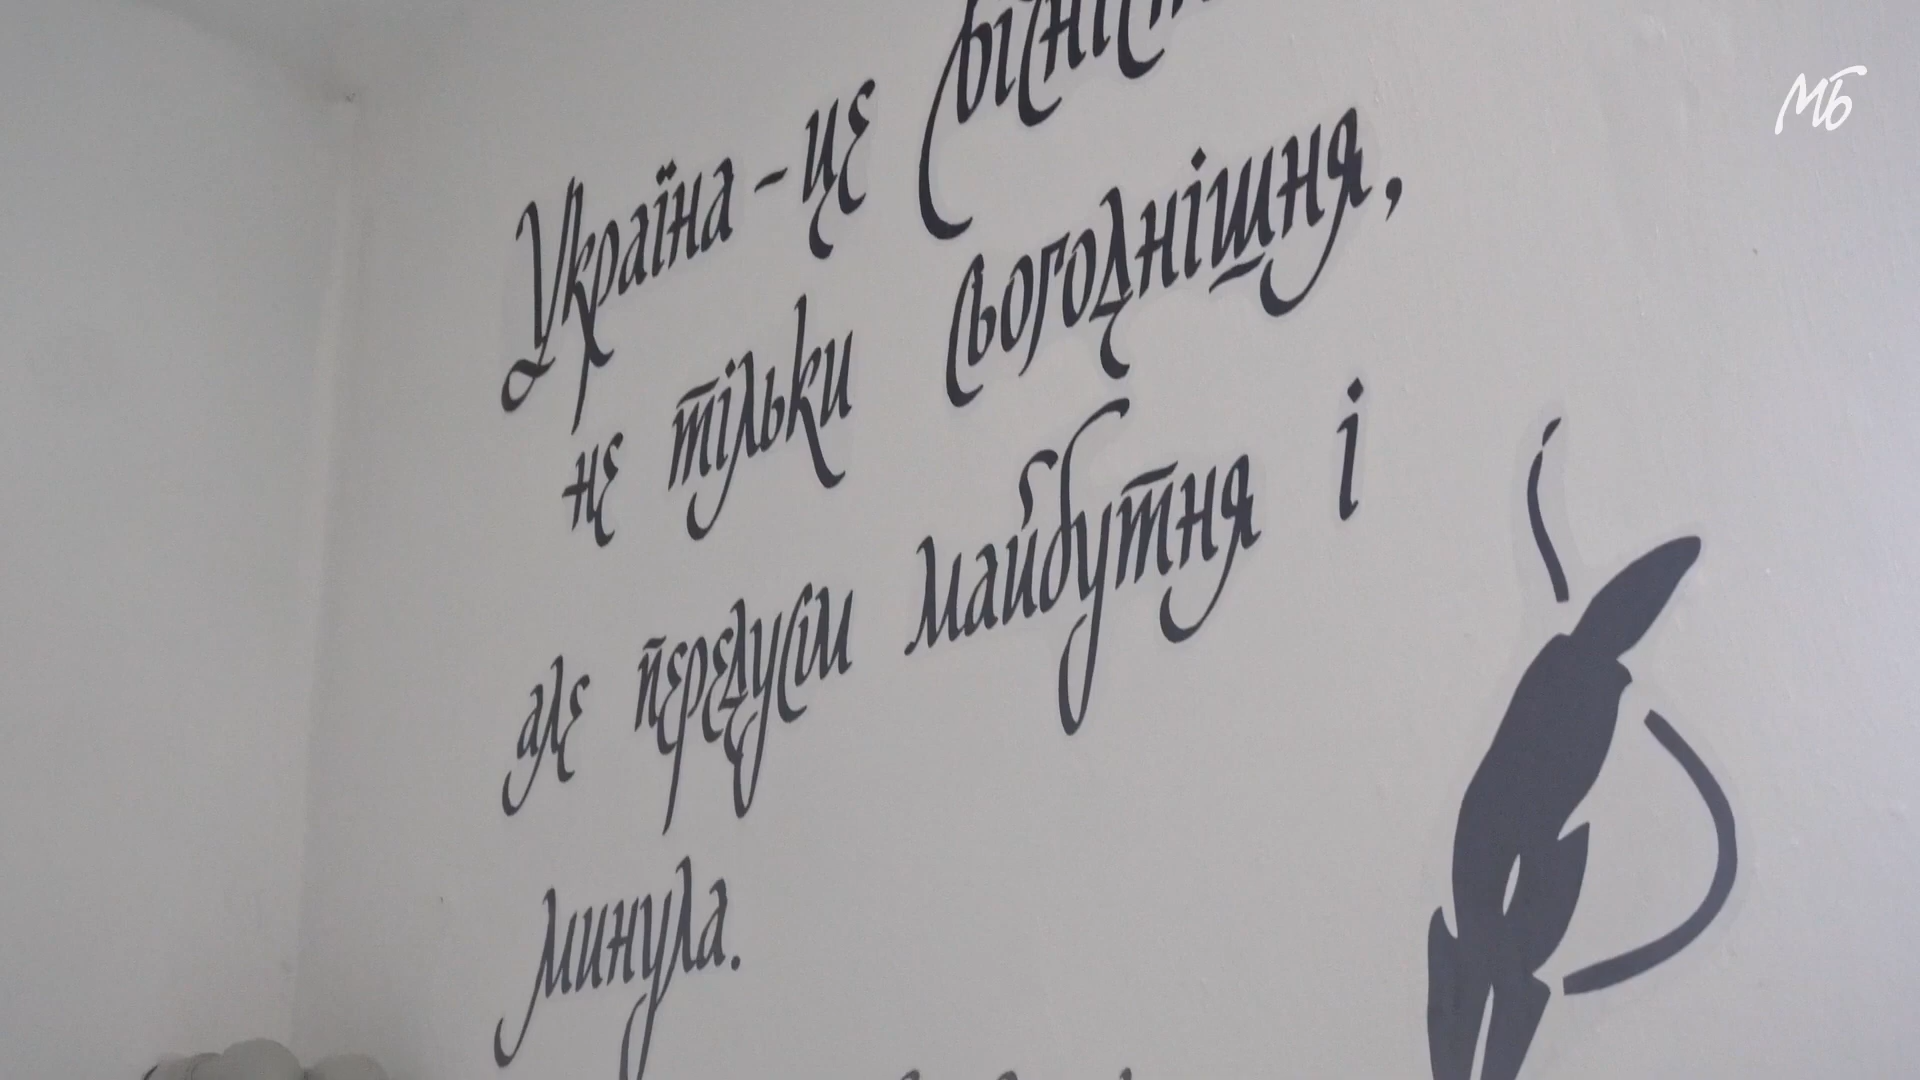 МБ
Україна - це
не тільки сьогоднішня,
але передусім майбутня і
минула.